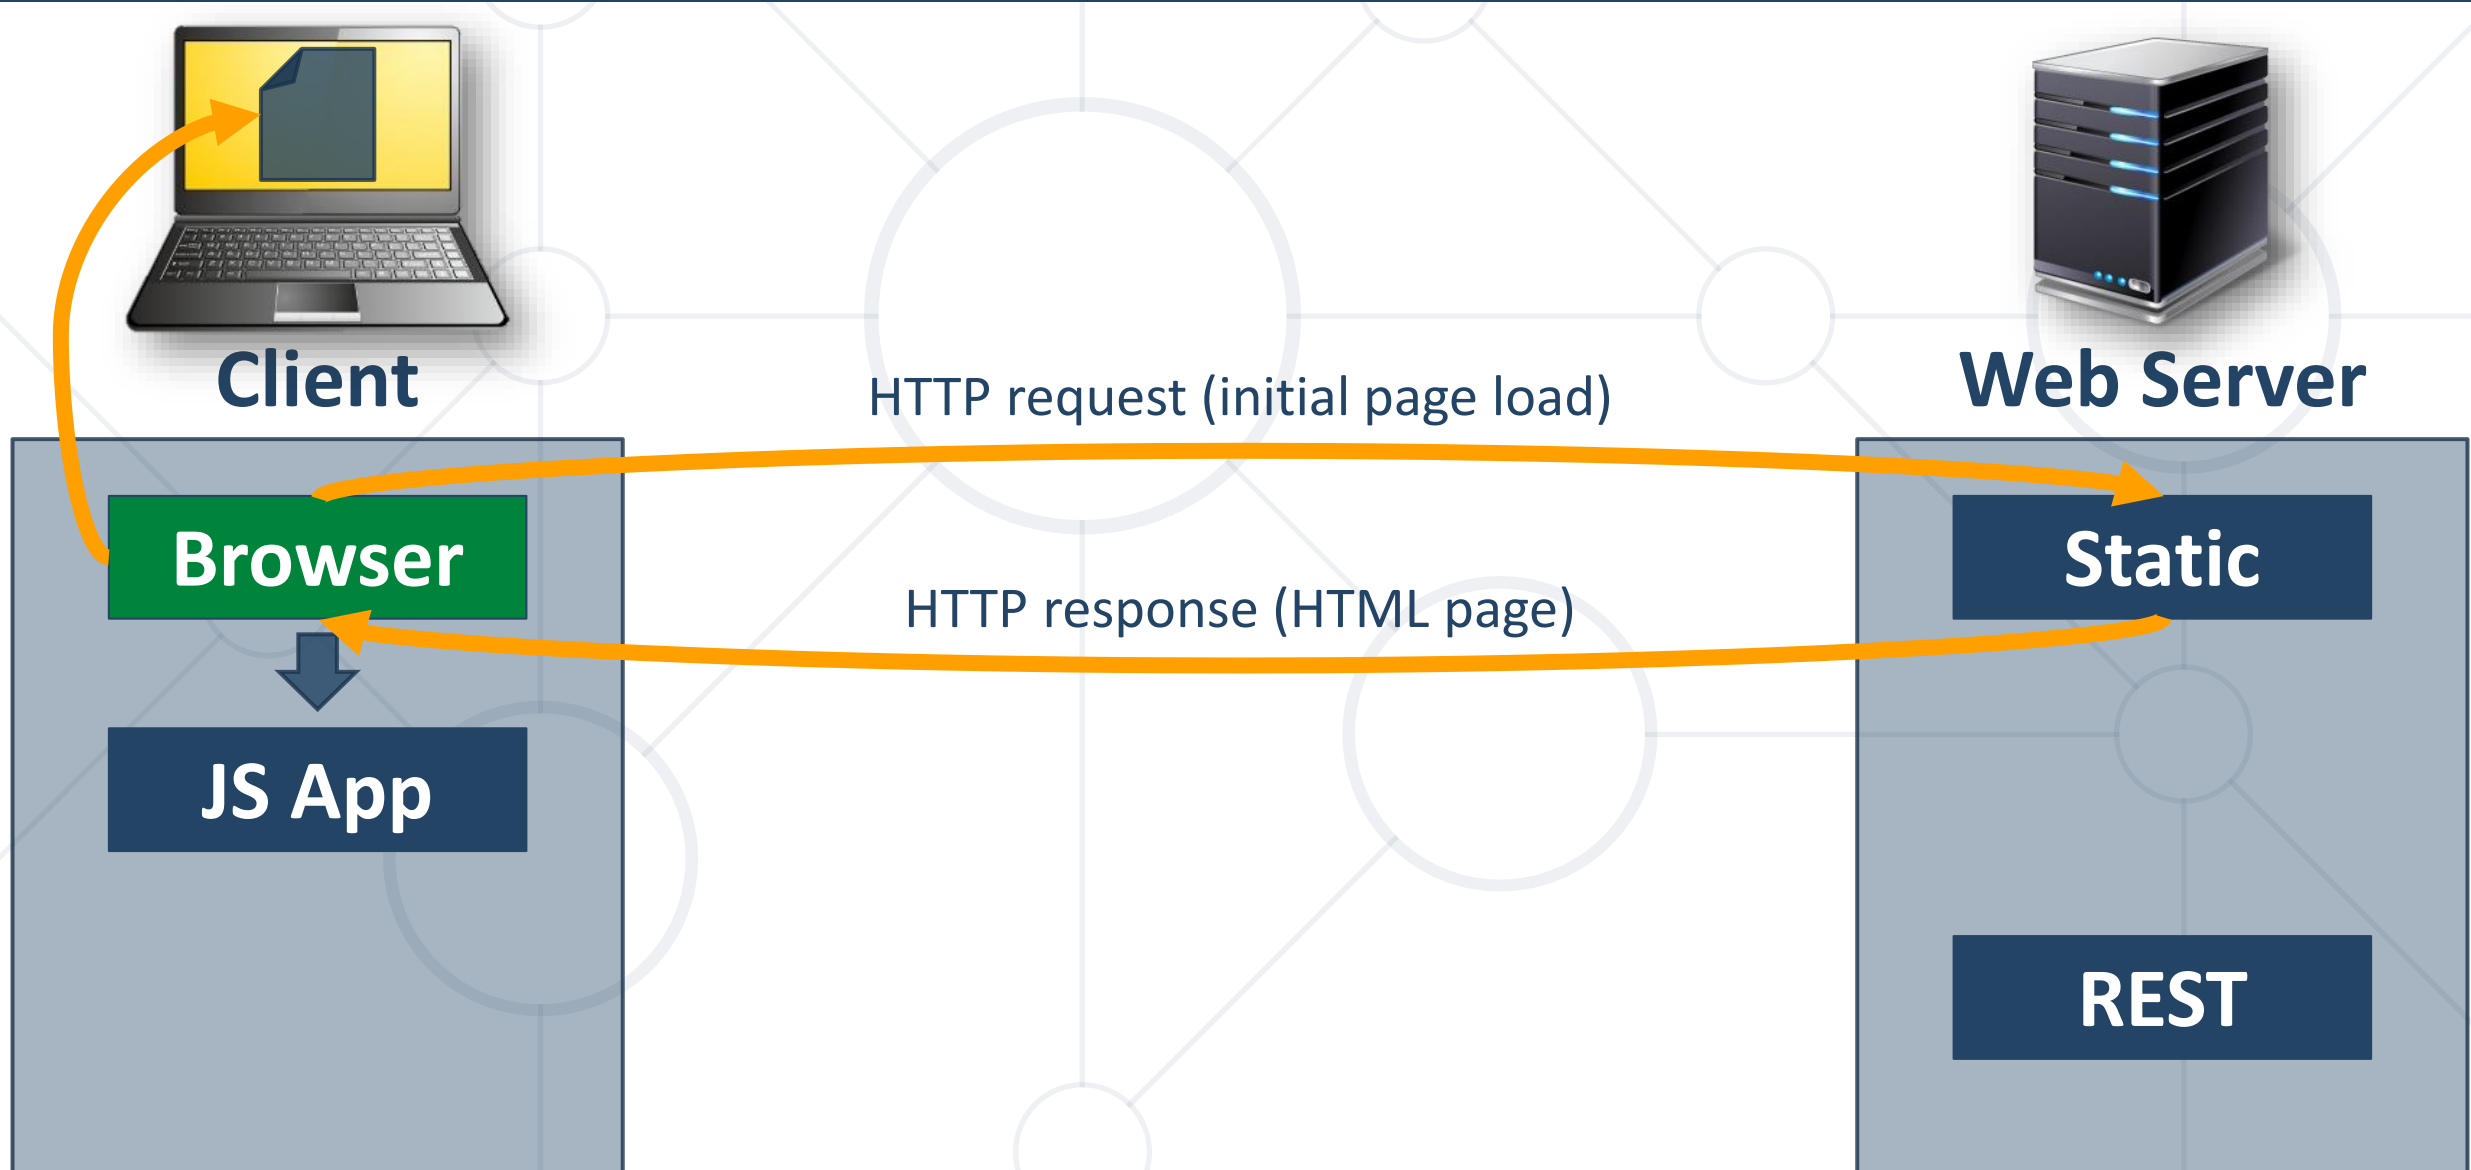 Client
Web Server
HTTP request (initial page load)
Browser
Static
HTTP response (HTML page)
JS App
REST